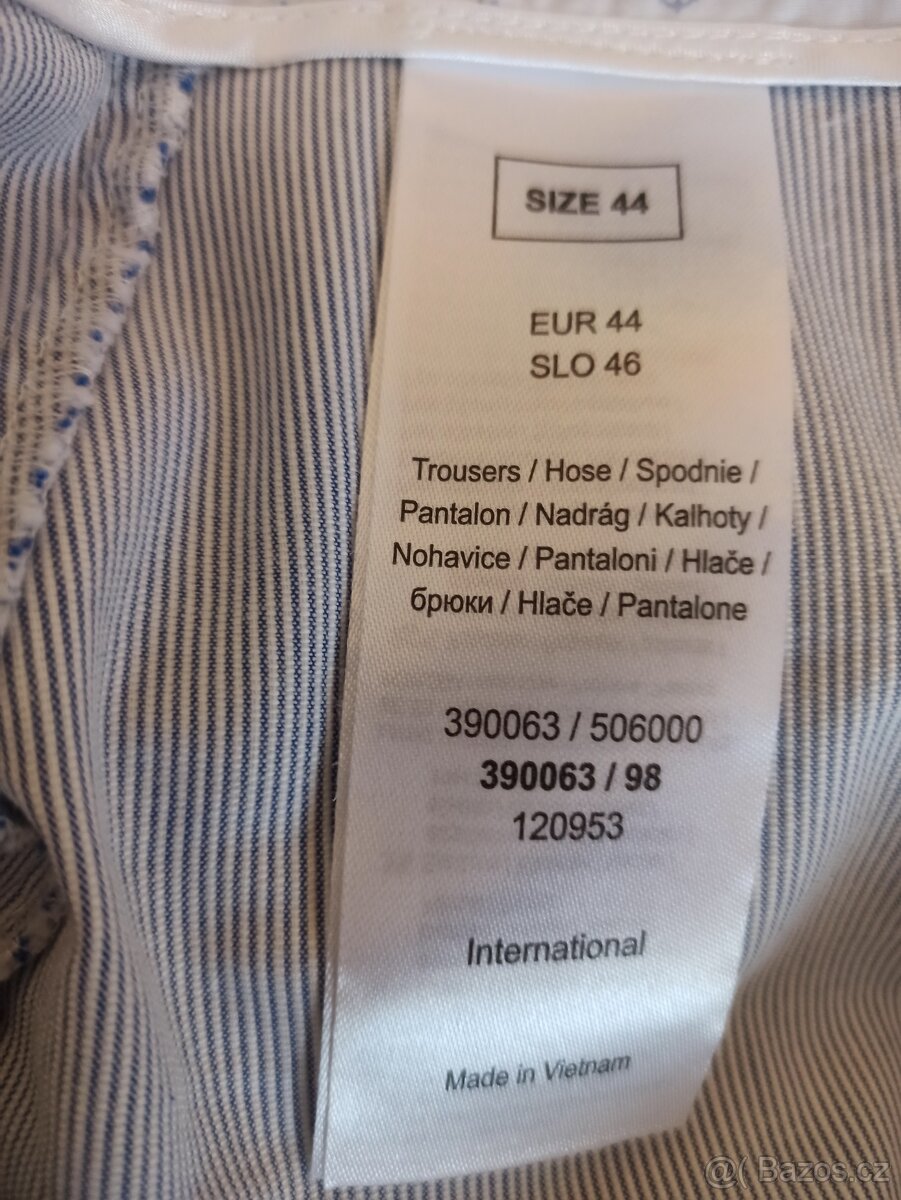 SIZE 44
EUR 44
SLO 46
Trousers / Hose / Spodnie /
Pantalon / Nadrág / Kalhoty /
Nohavice / Pantaloni / Hlače /
брюки / Hlače / Pantalone
390063 / 506000
390063 / 98
120953
International
Made in Vietnam
@( Bazos.cz